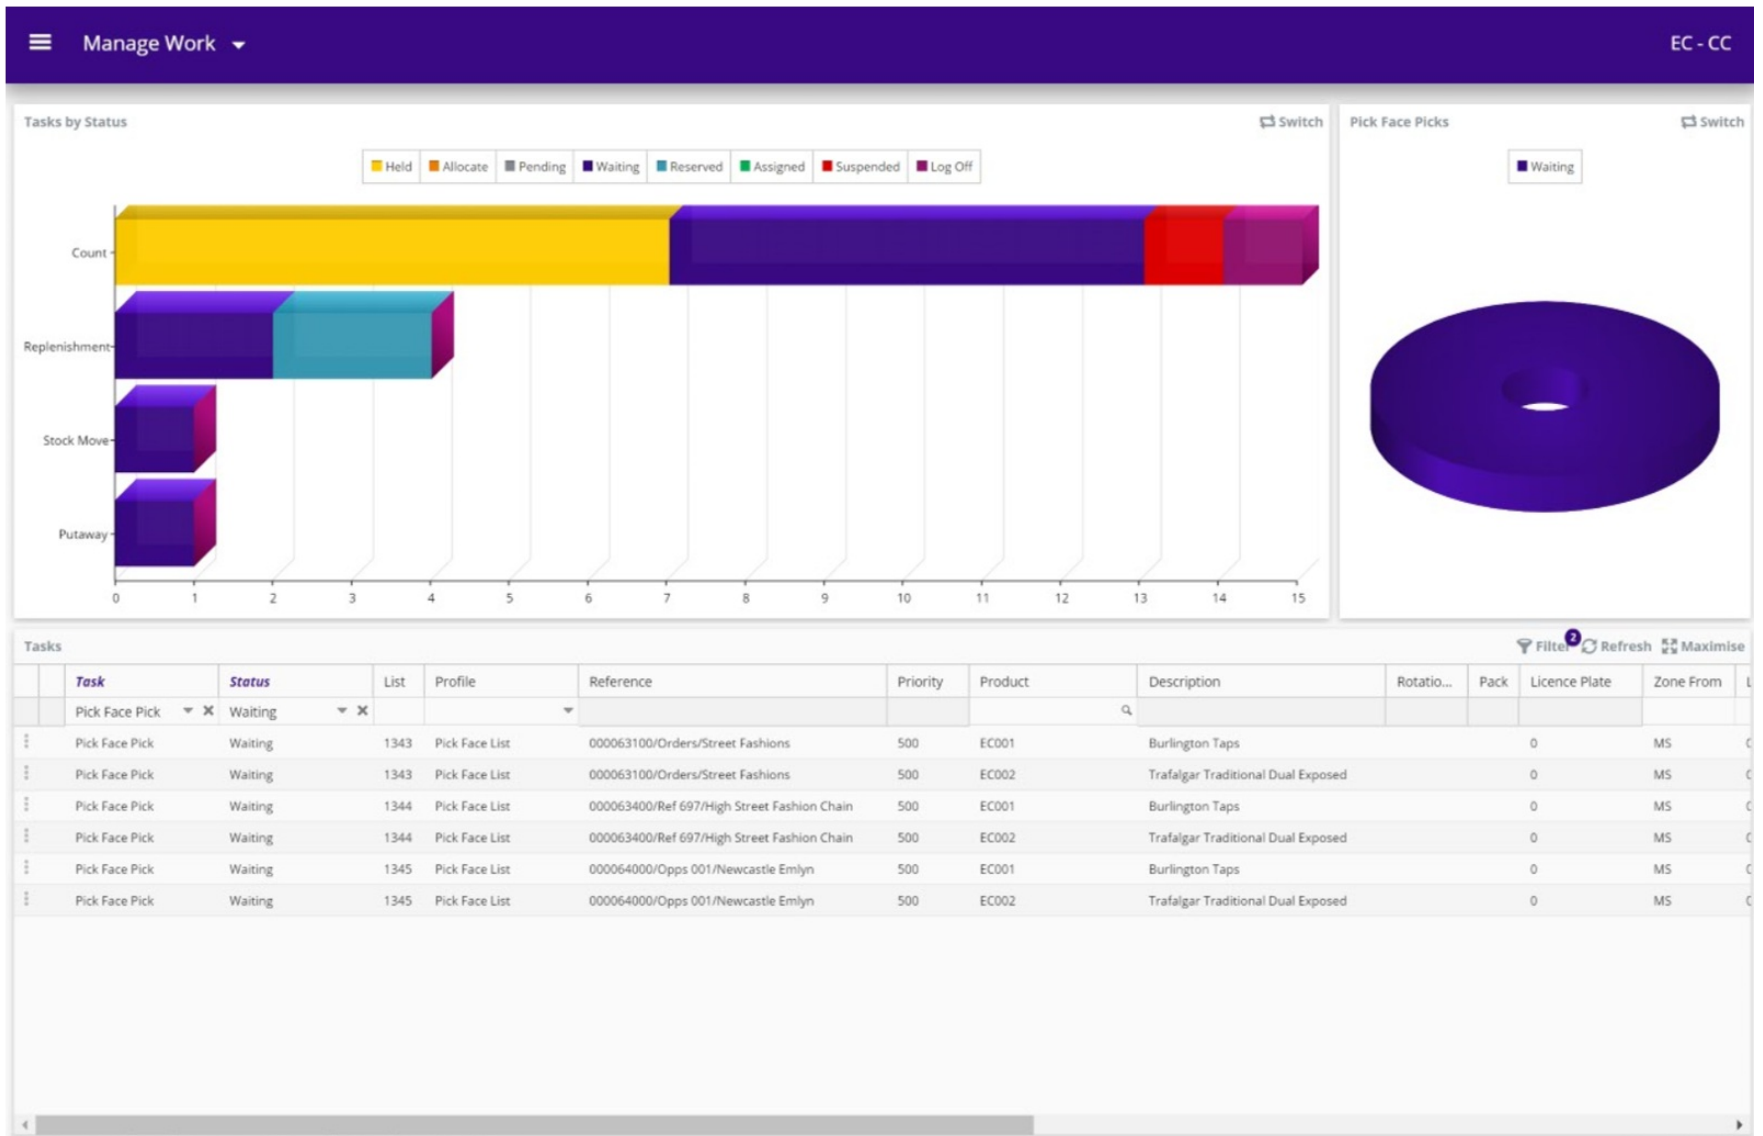 Manage Work
EC - CC
Tasks by Status
Switch
Pick Face Picks
Switch
Held Allocate Pending Waiting Reserved Assigned Suspended Log Off
Waiting
Count
Replenishment
Stock Move
Putaway
0 1 2 3 4 5 6 7 8 9 10 11 12 13 14 15
Tasks
Filter 2 Refresh Maximise
Task Status List Profile Reference Priority Product Description Rotatio... Pack Licence Plate Zone From L
Pick Face Pick Waiting
Pick Face Pick Waiting 1343 Pick Face List 000063100/Orders/Street Fashions 500 EC001 Burlington Taps 0 MS
Pick Face Pick Waiting 1343 Pick Face List 000063100/Orders/Street Fashions 500 EC002 Trafalgar Traditional Dual Exposed 0 MS
Pick Face Pick Waiting 1344 Pick Face List 000063400/Ref 697/High Street Fashion Chain 500 EC001 Burlington Taps 0 MS
Pick Face Pick Waiting 1344 Pick Face List 000063400/Ref 697/High Street Fashion Chain 500 EC002 Trafalgar Traditional Dual Exposed 0 MS
Pick Face Pick Waiting 1345 Pick Face List 000064000/Opps 001/Newcastle Emlyn 500 EC001 Burlington Taps 0 MS
Pick Face Pick Waiting 1345 Pick Face List 000064000/Opps 001/Newcastle Emlyn 500 EC002 Trafalgar Traditional Dual Exposed 0 MS